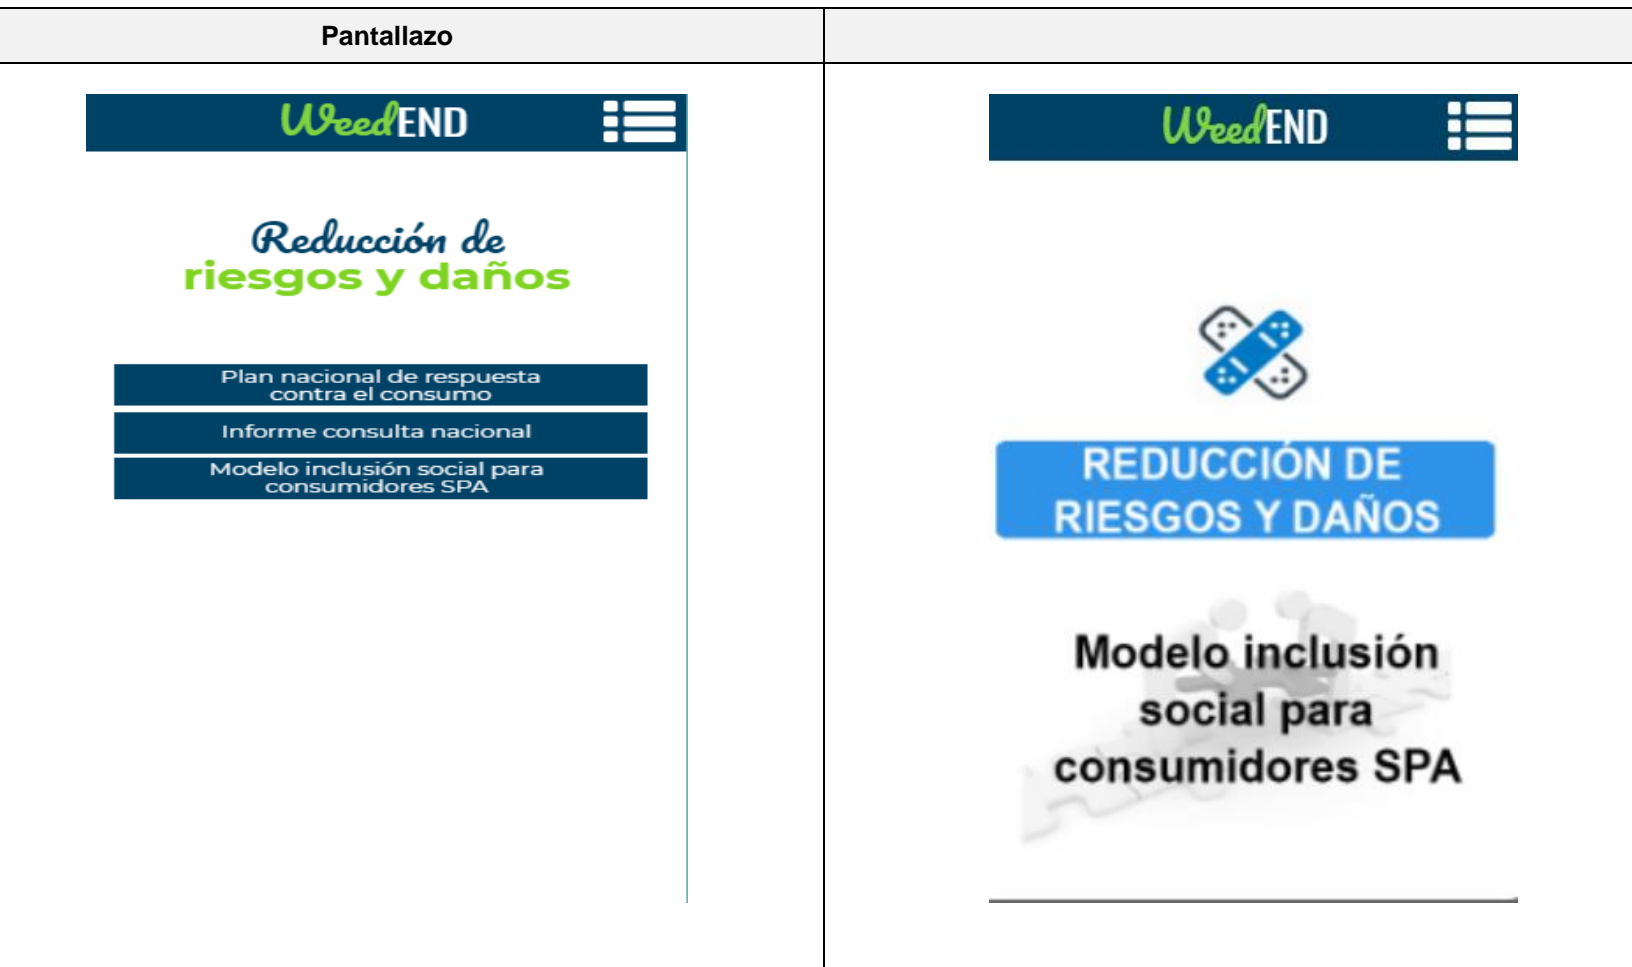 Pantallazo
WeedEND
Reducción de
riesgos y daños
Plan nacional de respuesta
contra el consumo
Informe consulta nacional
Modelo inclusión social para
consumidores SPA
WeedEND
REDUCCIÓN DE
RIESGOS Y DAÑOS
Modelo inclusión
social para
consumidores SPA